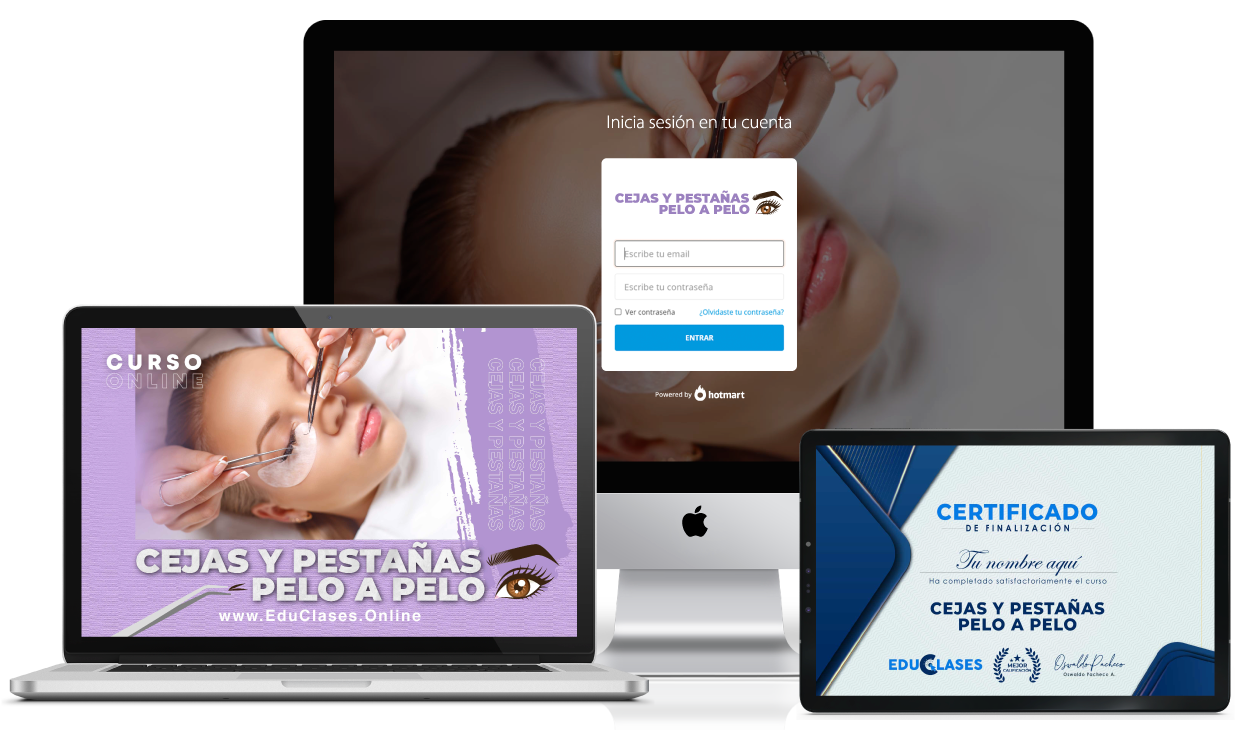 Inicia sesión en tu cuenta
CEJAS Y PESTAÑAS
PELO A PELO
Escribe tu email
Escribe tu contraseña
Ver contraseña
¿Olvidaste tu contraseña?
ENTRAR
Powered by hotmart
CURSO
ONLINE
CEJAS Y PESTAÑAS
CEJAS Y PESTAÑAS
CEJAS Y PESTAÑAS
CEJAS Y PESTAÑAS
PELO A PELO
www.EduClases.Online
CERTIFICADO
DE FINALIZACIÓN
Tu nombre aquí
Ha completado satisfactoriamente el curso
CEJAS Y PESTAÑAS
PELO A PELO
EDUCLASES
MEJOR
CALIFICACIÓN
Oswaldo Pacheco
Oswaldo Pacheco A.